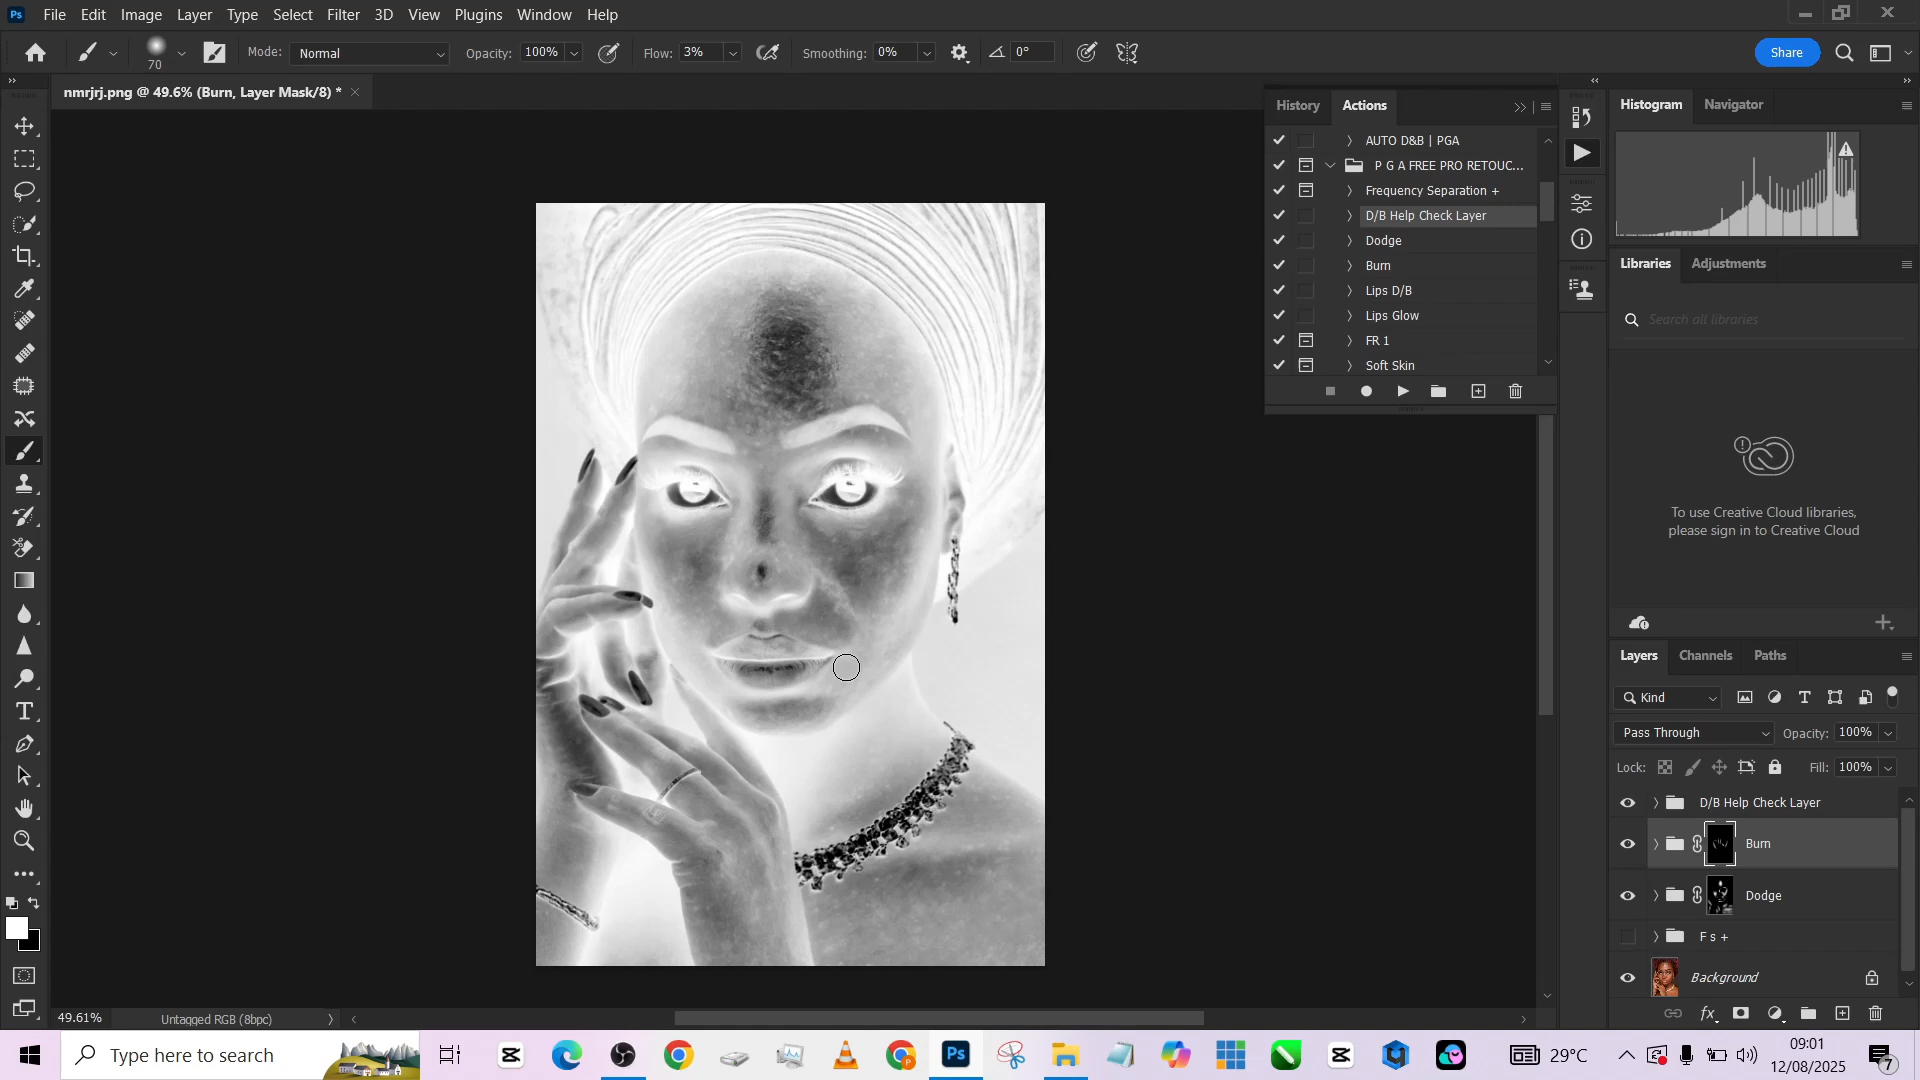 Ps File Edit Image Layer Type Select Filter 3D View Plugins Window Help
70 Mode: Normal Opacity: 100% Flow: 3% Smoothing: 0% 0° Share
nmrjrj.png @ 49.6% (Burn, Layer Mask/8) *
History Actions
AUTO D&B | PGA
P G A FREE PRO RETOUC...
Frequency Separation +
D/B Help Check Layer
Dodge
Burn
Lips D/B
Lips Glow
FR 1
Soft Skin
Histogram Navigator
Libraries Adjustments
Search all libraries
To use Creative Cloud libraries,
please sign in to Creative Cloud
Layers Channels Paths
Kind
Pass Through Opacity: 100%
Lock: Fill: 100%
D/B Help Check Layer
Burn
Dodge
F s +
Background
fx
49.61% Untagged RGB (8bpc)
Type here to search
Ps
29°C
09:01
12/08/2025
7